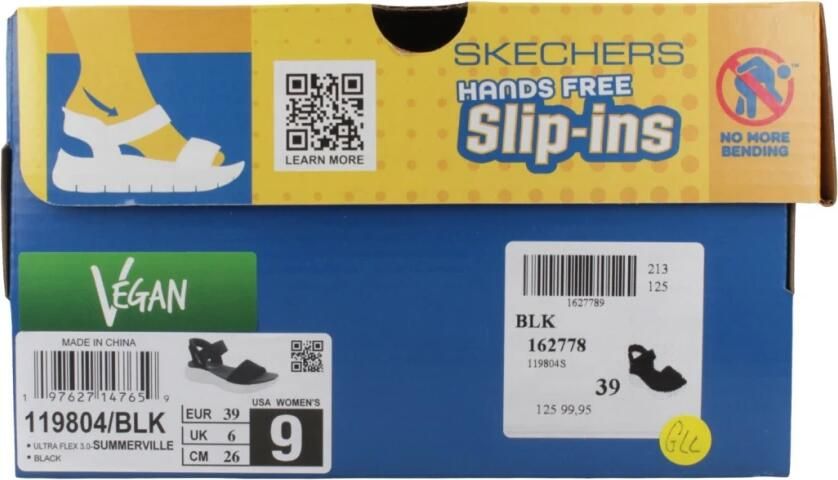 SKECHERS
HANDS FREE
Slip-ins
LEARN MORE
NO MORE
BENDING
TM
VÉGAN
MADE IN CHINA
1 97627 14765 9
119804/BLK
• ULTRA FLEX 3.0-SUMMERVILLE
• BLACK
USA WOMEN'S
EUR 39
UK 6
CM 26
9
213
125
1627789
BLK
162778
119804S
39
125 99,95
GLL